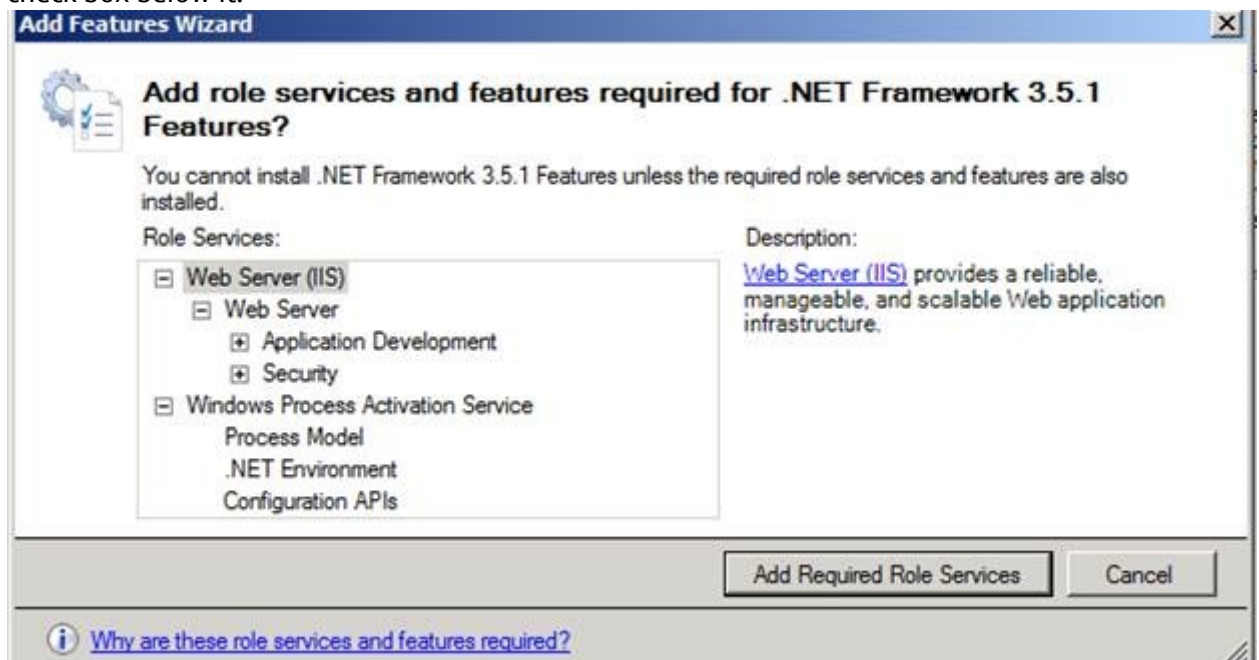 check box below it.
Add Features Wizard
Add role services and features required for .NET Framework 3.5.1
Features?
You cannot install .NET Framework 3.5.1 Features unless the required role services and features are also
installed.
Role Services:
Web Server (IIS)
Web Server
Application Development
Security
Windows Process Activation Service
Process Model
.NET Environment
Configuration APIs
Description:
Web Server (IIS) provides a reliable,
manageable, and scalable Web application
infrastructure.
Add Required Role Services
Cancel
Why are these role services and features required?